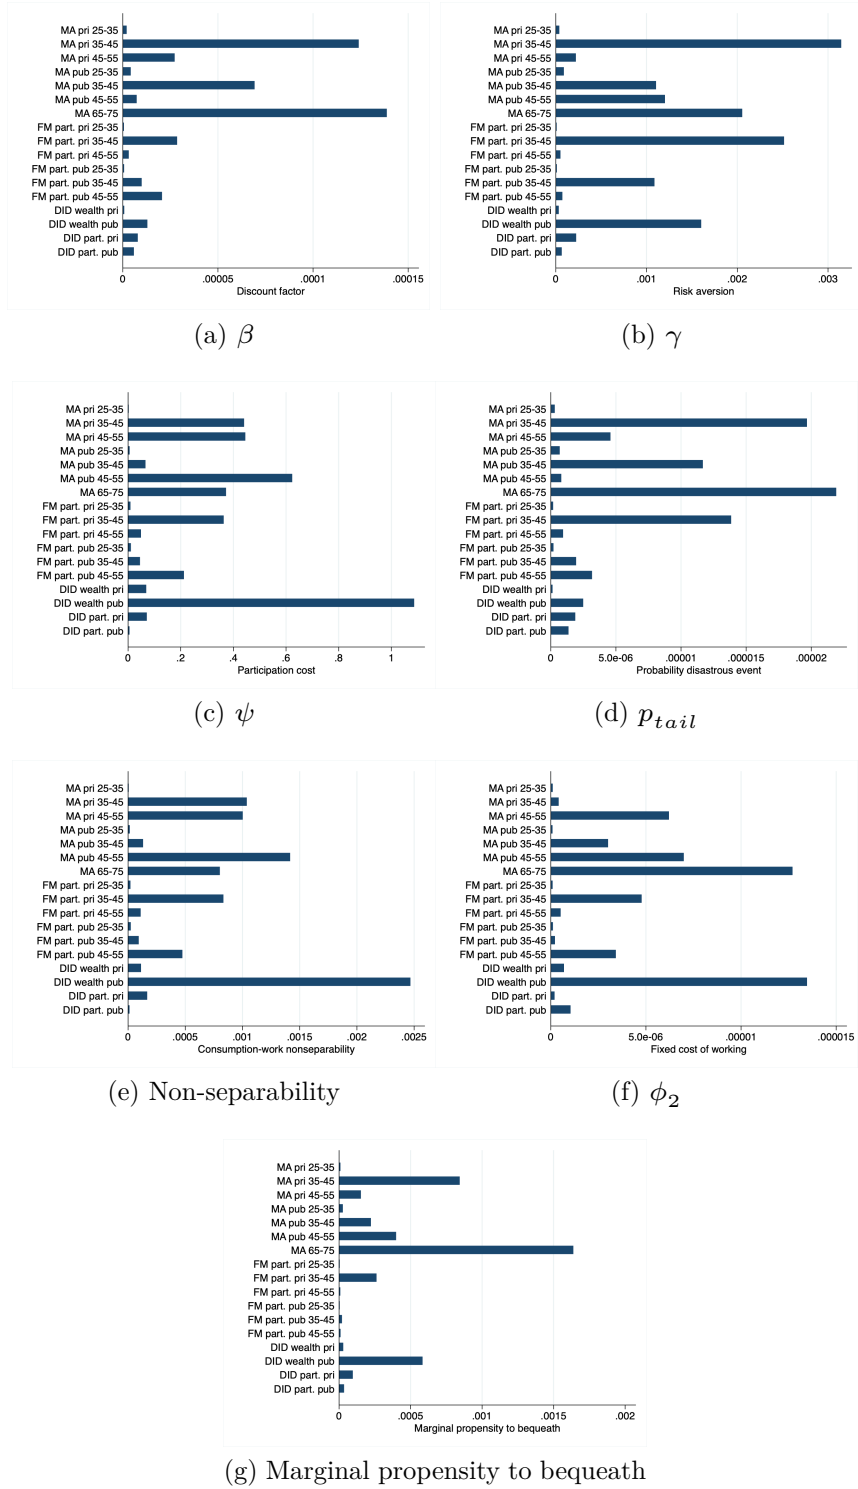 MA pri 25-35
MA pri 35-45
MA pri 45-55
MA pub 25-35
MA pub 35-45
MA pub 45-55
MA 65-75
FM part. pri 25-35
FM part. pri 35-45
FM part. pri 45-55
FM part. pub 25-35
FM part. pub 35-45
FM part. pub 45-55
DID wealth pri
DID wealth pub
DID part. pri
DID part. pub
0 .00005 .0001 .00015
Discount factor
(a) β
MA pri 25-35
MA pri 35-45
MA pri 45-55
MA pub 25-35
MA pub 35-45
MA pub 45-55
MA 65-75
FM part. pri 25-35
FM part. pri 35-45
FM part. pri 45-55
FM part. pub 25-35
FM part. pub 35-45
FM part. pub 45-55
DID wealth pri
DID wealth pub
DID part. pri
DID part. pub
0 .001 .002 .003
Risk aversion
(b) γ
MA pri 25-35
MA pri 35-45
MA pri 45-55
MA pub 25-35
MA pub 35-45
MA pub 45-55
MA 65-75
FM part. pri 25-35
FM part. pri 35-45
FM part. pri 45-55
FM part. pub 25-35
FM part. pub 35-45
FM part. pub 45-55
DID wealth pri
DID wealth pub
DID part. pri
DID part. pub
0 .2 .4 .6 .8 1
Participation cost
(c) ψ
MA pri 25-35
MA pri 35-45
MA pri 45-55
MA pub 25-35
MA pub 35-45
MA pub 45-55
MA 65-75
FM part. pri 25-35
FM part. pri 35-45
FM part. pri 45-55
FM part. pub 25-35
FM part. pub 35-45
FM part. pub 45-55
DID wealth pri
DID wealth pub
DID part. pri
DID part. pub
0 5.0e-06 .00001 .000015 .00002
Probability disastrous event
(d) p_tail
MA pri 25-35
MA pri 35-45
MA pri 45-55
MA pub 25-35
MA pub 35-45
MA pub 45-55
MA 65-75
FM part. pri 25-35
FM part. pri 35-45
FM part. pri 45-55
FM part. pub 25-35
FM part. pub 35-45
FM part. pub 45-55
DID wealth pri
DID wealth pub
DID part. pri
DID part. pub
0 .0005 .001 .0015 .002 .0025
Consumption-work nonseparability
(e) Non-separability
MA pri 25-35
MA pri 35-45
MA pri 45-55
MA pub 25-35
MA pub 35-45
MA pub 45-55
MA 65-75
FM part. pri 25-35
FM part. pri 35-45
FM part. pri 45-55
FM part. pub 25-35
FM part. pub 35-45
FM part. pub 45-55
DID wealth pri
DID wealth pub
DID part. pri
DID part. pub
0 5.0e-06 .00001 .000015
Fixed cost of working
(f) ϕ₂
MA pri 25-35
MA pri 35-45
MA pri 45-55
MA pub 25-35
MA pub 35-45
MA pub 45-55
MA 65-75
FM part. pri 25-35
FM part. pri 35-45
FM part. pri 45-55
FM part. pub 25-35
FM part. pub 35-45
FM part. pub 45-55
DID wealth pri
DID wealth pub
DID part. pri
DID part. pub
0 .0005 .001 .0015 .002
Marginal propensity to bequeath
(g) Marginal propensity to bequeath